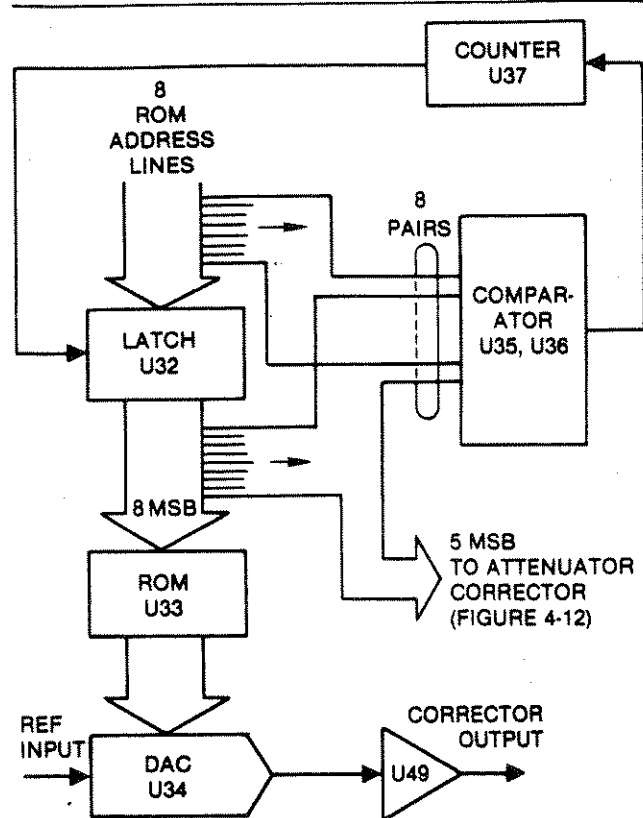 COUNTER
U37
8
ROM
ADDRESS
LINES
8
PAIRS
COMPAR-
ATOR
U35, U36
LATCH
U32
8 MSB
5 MSB
TO ATTENUATOR
CORRECTOR
(FIGURE 4-12)
ROM
U33
REF
INPUT
DAC
U34
U49
CORRECTOR
OUTPUT